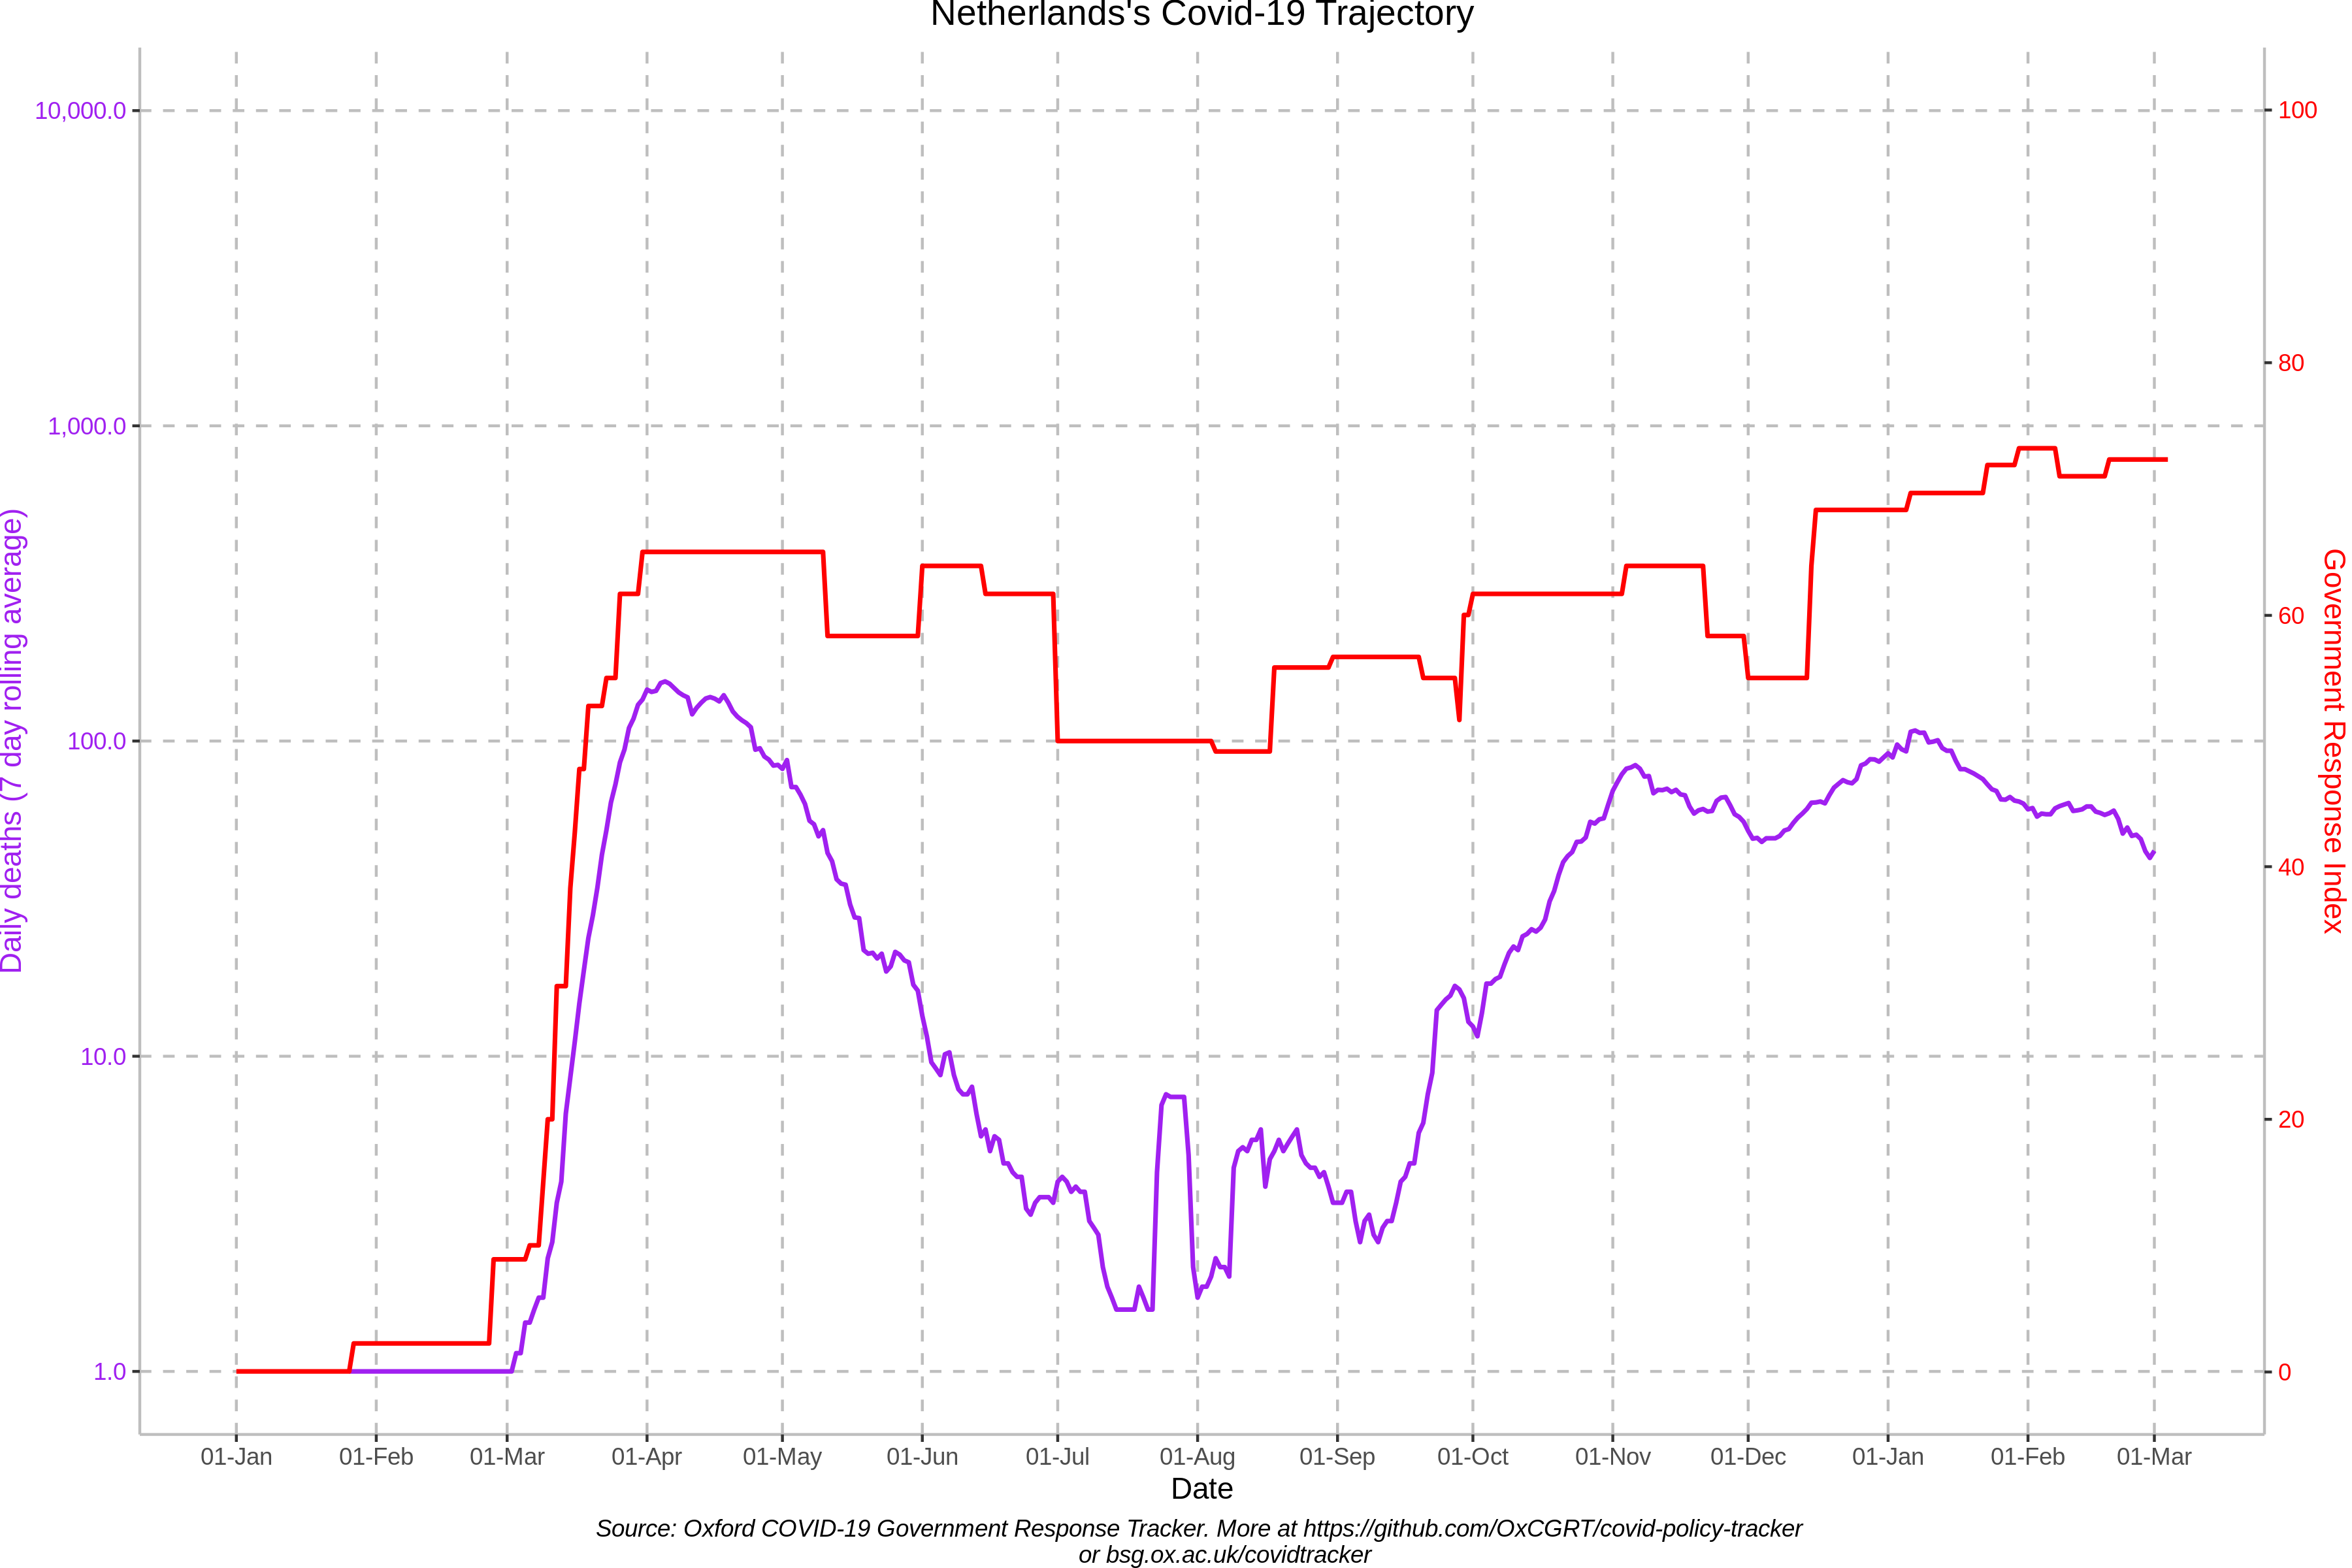 Netherlands's Covid-19 Trajectory
10,000.0
1,000.0
100.0
10.0
1.0
Daily deaths (7 day rolling average)
100
80
60
40
20
0
Government Response Index
01-Jan 01-Feb 01-Mar 01-Apr 01-May 01-Jun 01-Jul 01-Aug 01-Sep 01-Oct 01-Nov 01-Dec 01-Jan 01-Feb 01-Mar
Date
Source: Oxford COVID-19 Government Response Tracker. More at https://github.com/OxCGRT/covid-policy-tracker
or bsg.ox.ac.uk/covidtracker